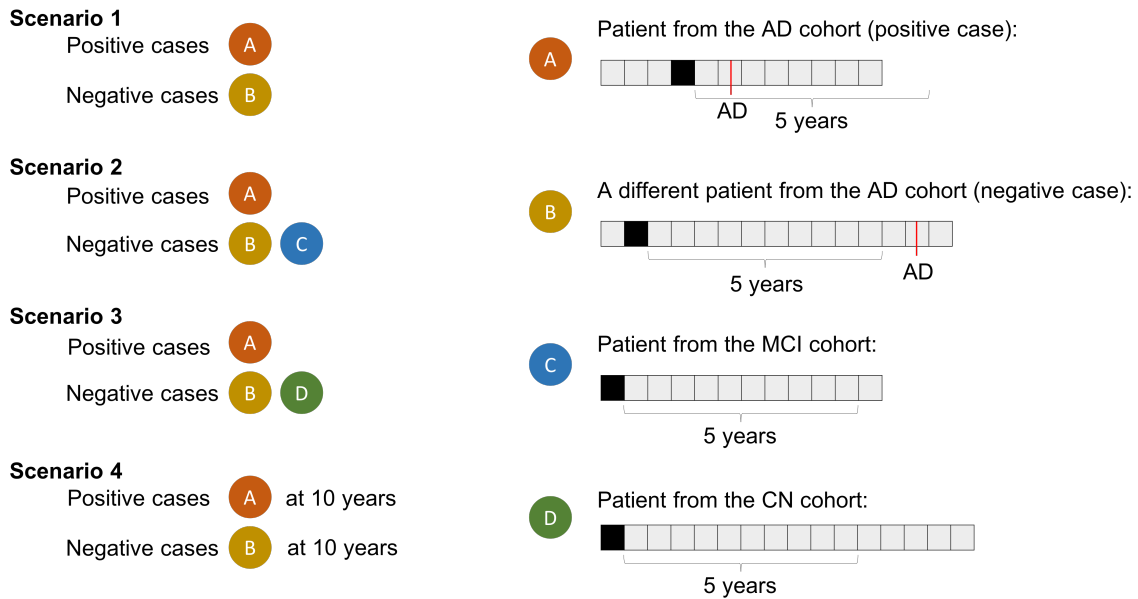 Scenario 1
Positive cases A
Negative cases B
Scenario 2
Positive cases A
Negative cases B C
Scenario 3
Positive cases A
Negative cases B D
Scenario 4
Positive cases A at 10 years
Negative cases B at 10 years
A Patient from the AD cohort (positive case):
AD
5 years
B A different patient from the AD cohort (negative case):
5 years
AD
C Patient from the MCI cohort:
5 years
D Patient from the CN cohort:
5 years